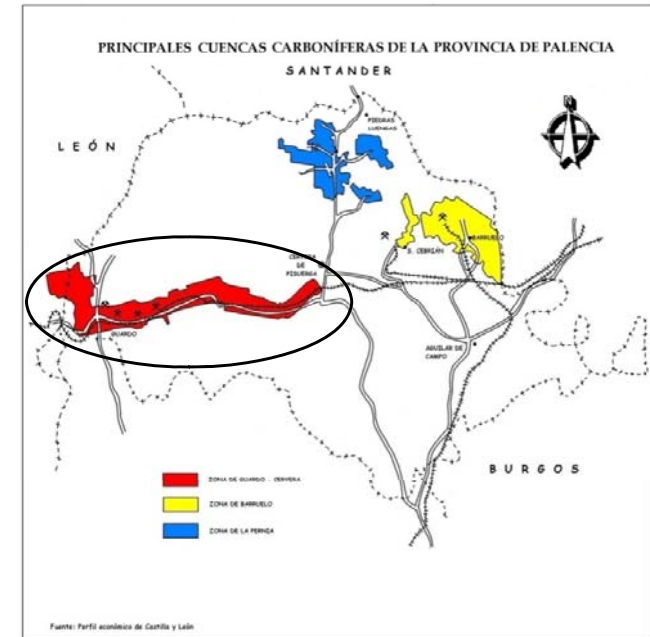 PRINCIPALES CUENCAS CARBONÍFERAS DE LA PROVINCIA DE PALENCIA
SANTANDER
PIEDRAS
LUENGAS
LEÓN
N
BARRUELO
S. CEBRIÁN
CERVERA
DE
PISUERGA
GUARDO
AGUILAR DE
CAMPO
BURGOS
ZONA DE GUARDO - CERVERA
ZONA DE BARRUELO
ZONA DE LA PERNIA
Fuente: Perfil económico de Castilla y León